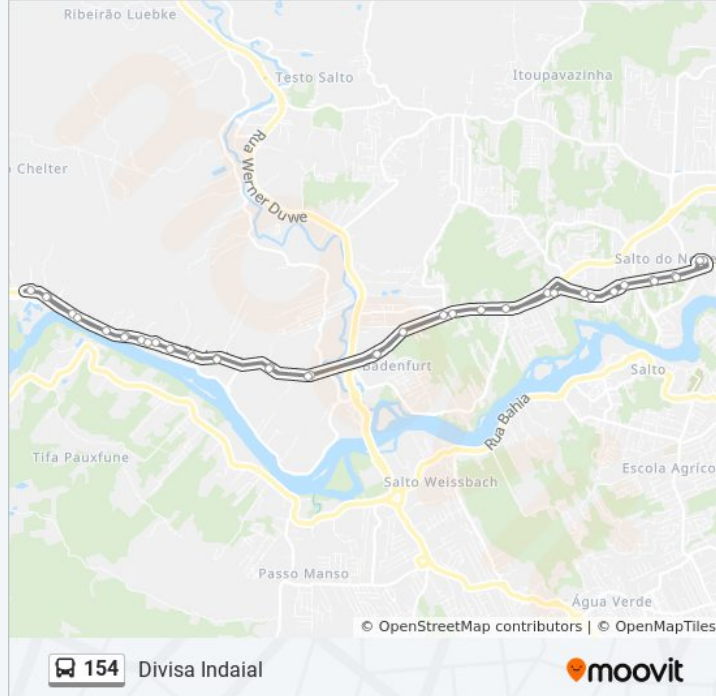 Ribeirão Luebke
Testo Salto
Itoupavazinha
Rua Werner Duwe
Chelter
Salto do N
Badenfurt
Salto
Rua Bahia
Tifa Pauxfune
Escola Agríco
Salto Weissbach
Passo Manso
Água Verde
© OpenStreetMap contributors | © OpenMapTiles
154 Divisa Indaial
moovit